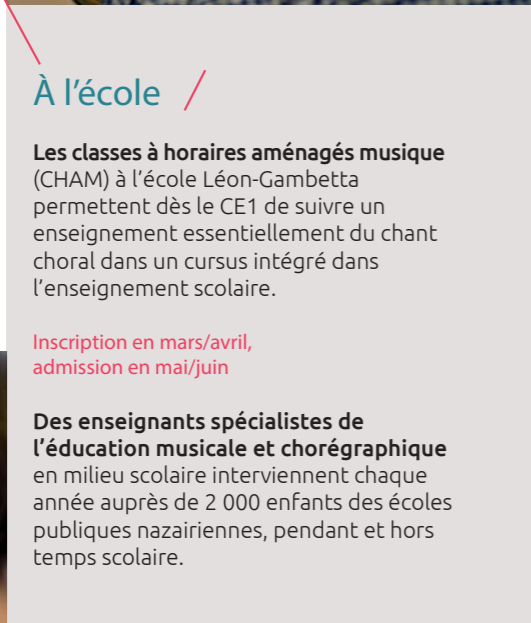 À l’école
Les classes à horaires aménagés musique
(CHAM) à l’école Léon-Gambetta
permettent dès le CE1 de suivre un
enseignement essentiellement du chant
choral dans un cursus intégré dans
l’enseignement scolaire.
Inscription en mars/avril,
admission en mai/juin
Des enseignants spécialistes de
l’éducation musicale et chorégraphique
en milieu scolaire interviennent chaque
année auprès de 2 000 enfants des écoles
publiques nazairiennes, pendant et hors
temps scolaire.